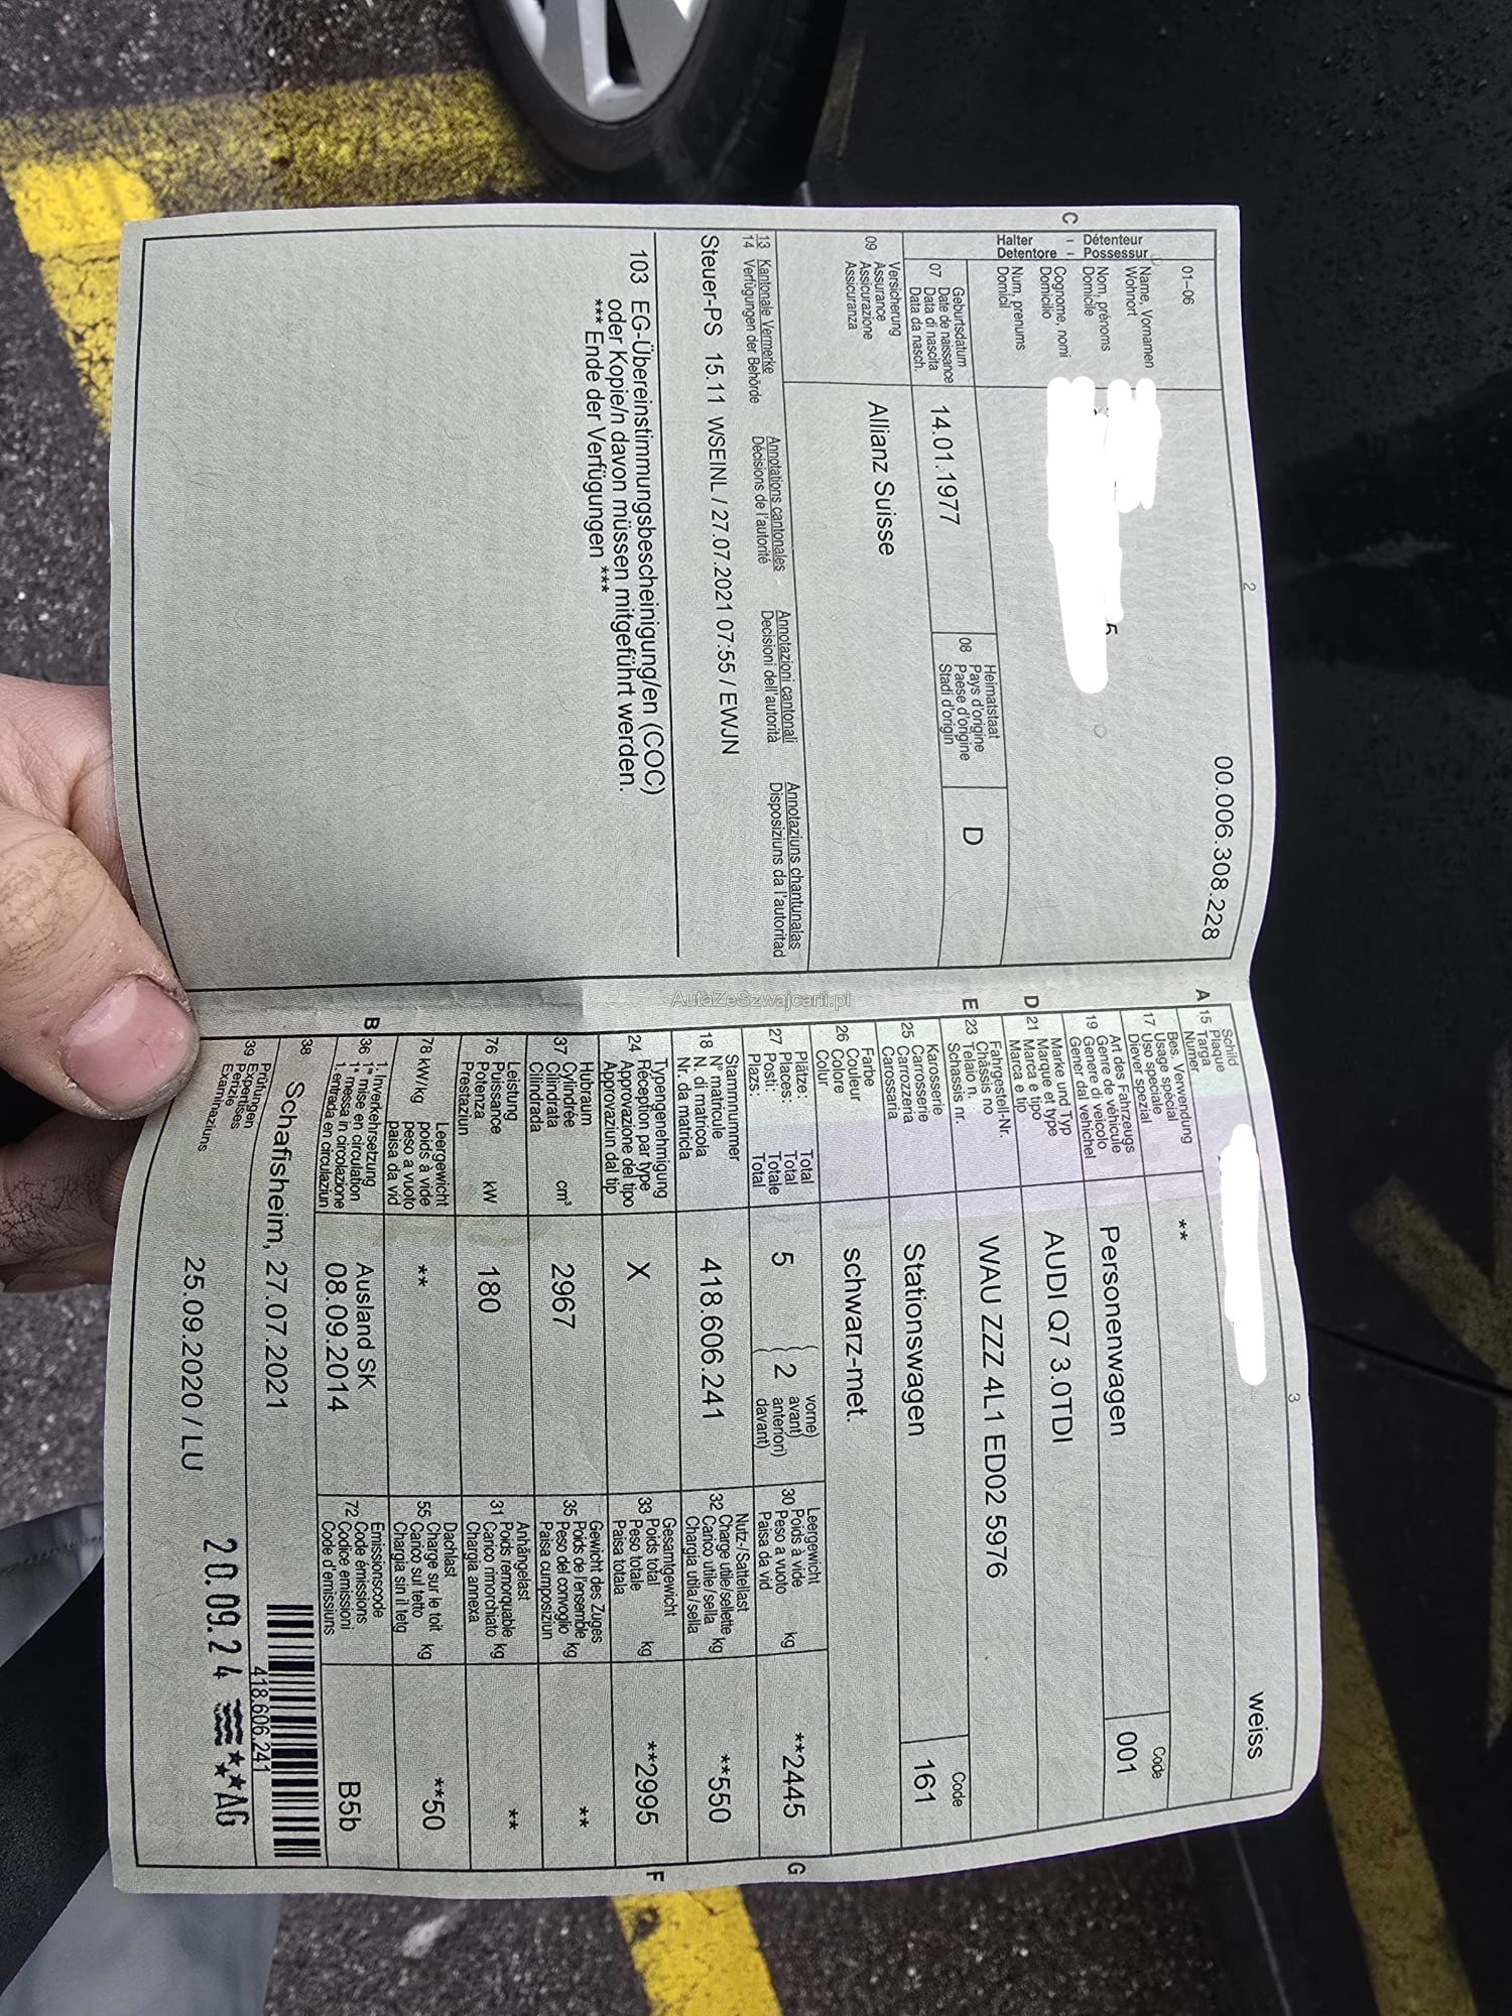 2
00.006.308.228
01-06
C
Halter - Détenteur
Detentore - Possessur
Name, Vornamen
Wohnort
Nom, prénoms
Domicile
Cognome, nomi
Domicilio
Num, prenums
Domicil
5
07
Geburtsdatum
Date de naissance
Data di nascita
Data da nasch.
14.01.1977
08
Heimatstaat
Pays d'origine
Paese d'origine
Stadi d'origin
D
09
Versicherung
Assurance
Assicurazione
Assicuranza
Allianz Suisse
13 Kantonale Vermerke Annotations cantonales Annotazioni cantonali Annotaziuns chantunalas
14 Verfügungen der Behörde Décisions de l'autorité Decisioni dell'autorità Disposiziuns da l'autoritad
Steuer-PS 15.11 WSEINL / 27.07.2021 07:55 / EWJN
103 EG-Übereinstimmungsbescheinigung/en (COC)
oder Kopie/n davon müssen mitgeführt werden.
*** Ende der Verfügungen ***
AutaZeSzwajcarii.pl
3
A 15
Schild
Plaque
Targa
Numer
weiss
17
Bes. Verwendung
Usage spécial
Uso speciale
Diever spezial
**
19
Art des Fahrzeugs
Genre de véhicule
Genere di veicolo
Gener dal vehichel
Personenwagen
Code
001
D 21
Marke und Typ
Marque et type
Marca e tipo
Marca e tip
AUDI Q7 3.0TDI
E 23
Fahrgestell-Nr.
Châssis no
Telaio n.
Schassis nr.
WAU ZZZ 4L1 ED02 5976
25
Karosserie
Carrosserie
Carrozzeria
Carossaria
Stationswagen
Code
161
26
Farbe
Couleur
Colore
Colur
schwarz-met.
27
Plätze: Total
Places: Total
Posti: Totale
Plazs: Total
5
2
vorne)
avant)
anteriori)
davant)
30
Leergewicht
Poids à vide
Peso a vuoto
Paisa da vid
kg
**2445
G
18
Stammnummer
N° matricule
N. di matricola
Nr. da matricla
418.606.241
32
Nutz-/Sattellast
Charge utile/sellette
Carico utile/sella
Chargia utila/sella
kg
**550
24
Typengenehmigung
Réception par type
Approvazione del tipo
Approvaziun dal tip
X
33
Gesamtgewicht
Poids total
Peso totale
Paisa totala
kg
**2995
F
37
Hubraum
Cylindrée
Cilindrata
Cilindrada
cm³
2967
35
Gewicht des Zuges
Poids de l'ensemble
Peso del convoglio
Paisa cumposiziun
kg
**
76
Leistung
Puissance
Potenza
Prestaziun
kW
180
31
Anhängelast
Poids remorquable
Carico rimorchiato
Chargia annexa
kg
**
78 kW/kg
Leergewicht
poids à vide
peso a vuoto
paisa da vid
**
55
Dachlast
Charge sur le toit
Carico sul tetto
Chargia sin il tetg
kg
**50
B 36
1. Inverkehrsetzung
1re mise en circulation
1a messa in circolazione
1. entrada en circulaziun
Ausland SK
08.09.2014
72
Emissionscode
Code émissions
Codice emissioni
Code d'emissiuns
B5b
38
Schafisheim, 27.07.2021
418.606.241
39
Prüfungen
Expertises
Perizie
Examinaziuns
25.09.2020 / LU
20.09.24 AG